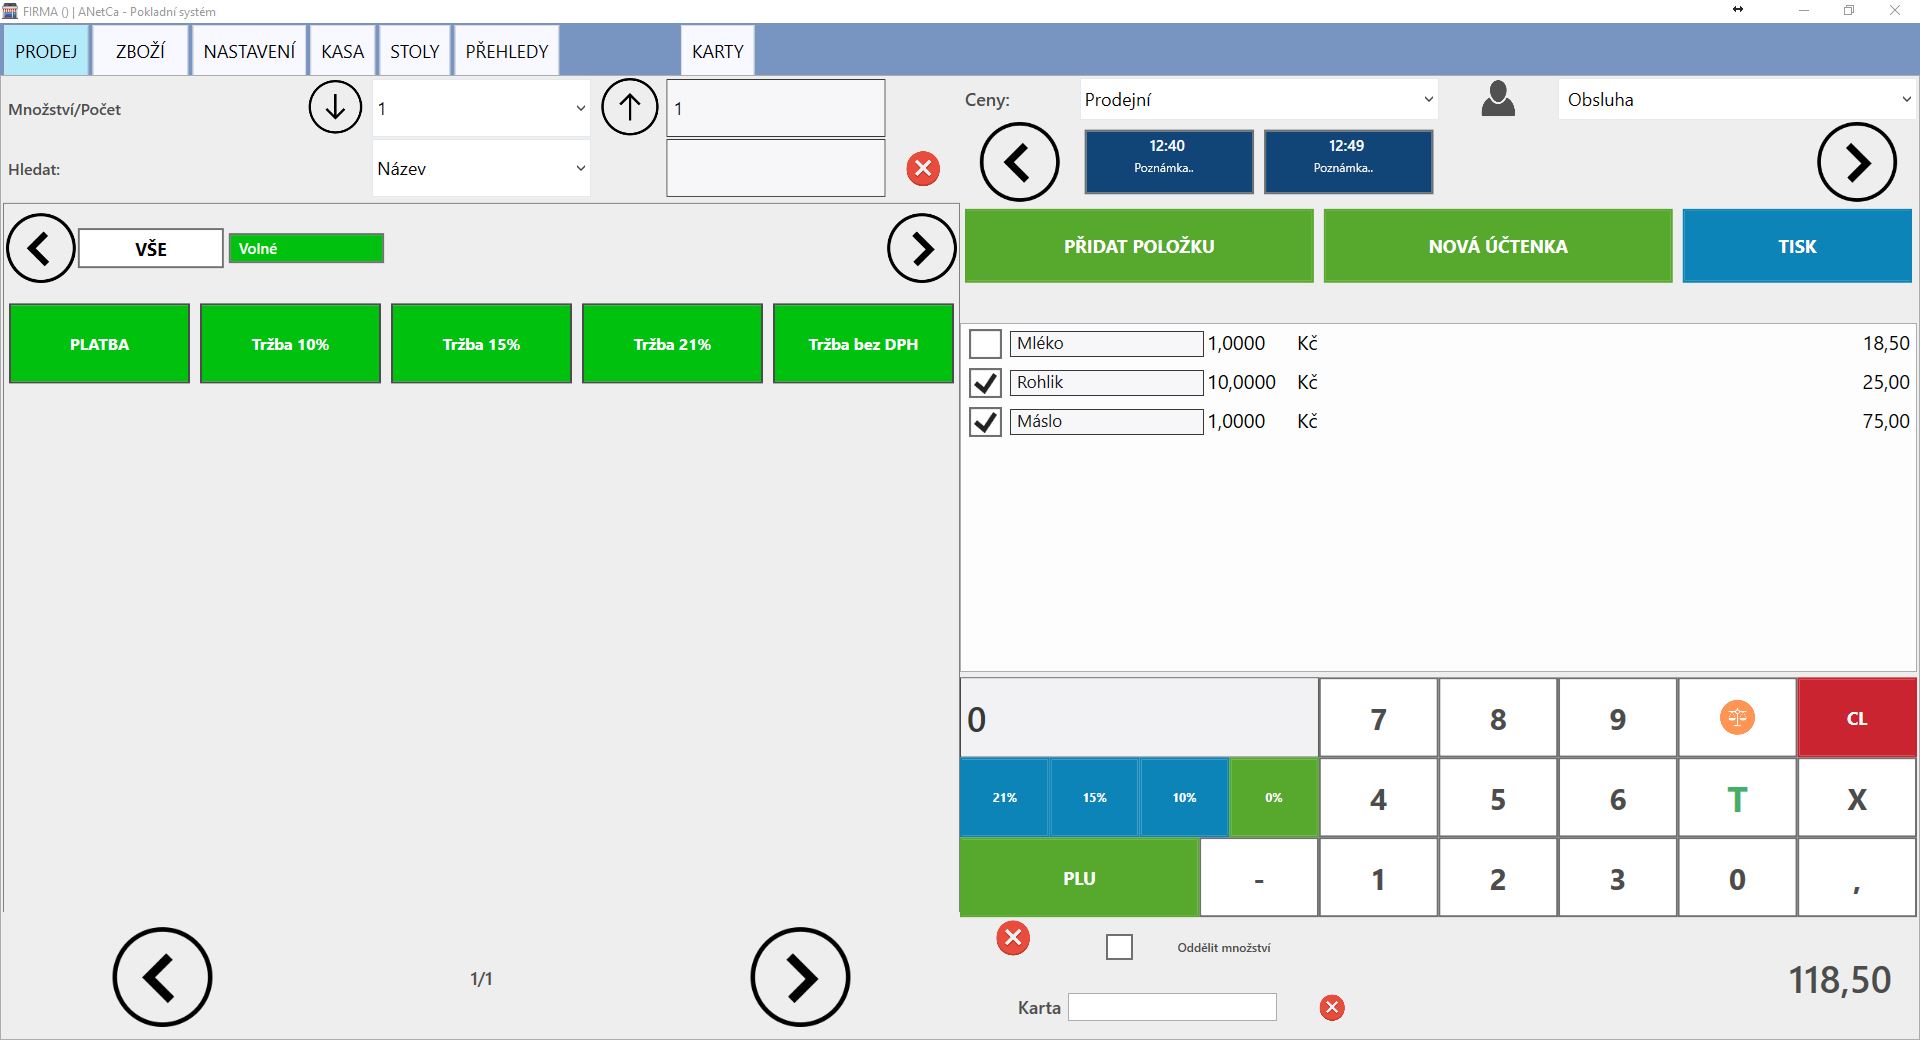 FIRMA () | ANetCa - Pokladní systém
PRODEJ ZBOŽÍ NASTAVENÍ KASA STOLY PŘEHLEDY KARTY
Množství/Počet 1 1
Hledat: Název
Ceny: Prodejní Obsluha
12:40 12:49
Poznámka.. Poznámka..
VŠE Volné
PŘIDAT POLOŽKU NOVÁ ÚČTENKA TISK
PLATBA Tržba 10% Tržba 15% Tržba 21% Tržba bez DPH
Mléko 1,0000 Kč 18,50
Rohlik 10,0000 Kč 25,00
Máslo 1,0000 Kč 75,00
0 7 8 9 CL
21% 15% 10% 0% 4 5 6 T X
PLU - 1 2 3 0 ,
Oddělit množství
1/1
118,50
Karta